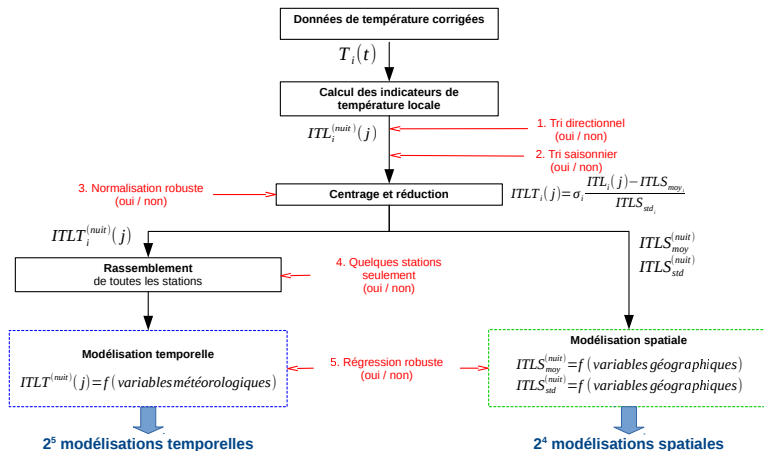 Données de température corrigées
T_i(t)
Calcul des indicateurs de
température locale
ITL_i^(nuit)(j)
1. Tri directionnel
(oui / non)
2. Tri saisonnier
(oui / non)
3. Normalisation robuste
(oui / non)
Centrage et réduction
ITLT_i(j)=σ_i (ITL_i(j)−ITLS_moy_i)/ITLS_std_i
ITLT_i^(nuit)(j)
ITLS_moy^(nuit)
ITLS_std^(nuit)
Rassemblement
de toutes les stations
4. Quelques stations
seulement
(oui / non)
Modélisation temporelle
ITLT^(nuit)(j)=f(variables météorologiques)
5. Régression robuste
(oui / non)
Modélisation spatiale
ITLS_moy^(nuit)=f(variables géographiques)
ITLS_std^(nuit)=f(variables géographiques)
2⁵ modélisations temporelles
2⁴ modélisations spatiales